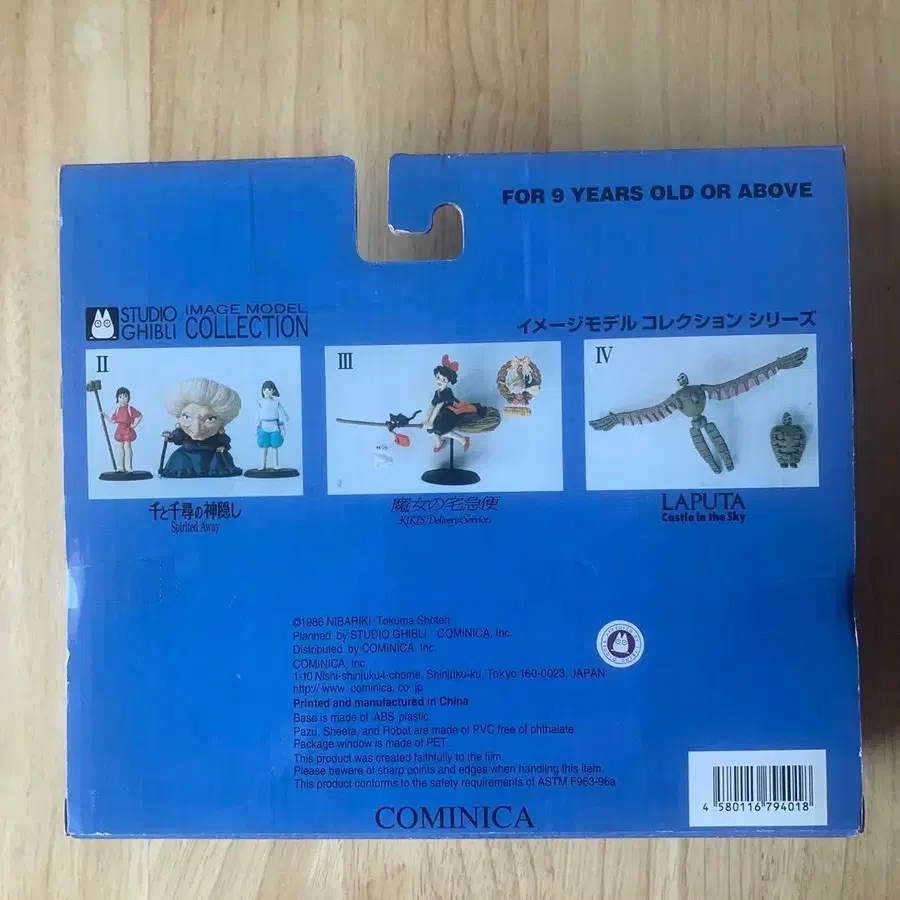 FOR 9 YEARS OLD OR ABOVE
STUDIO GHIBLI IMAGE MODEL COLLECTION
イメージモデル コレクション シリーズ
II
III
IV
千と千尋の神隠し
Spirited Away
魔女の宅急便
KIKI'S Delivery Service
LAPUTA
Castle in the Sky
©1986 NIBARIKI · Tokuma Shoten
Planned by STUDIO GHIBLI · COMINICA, Inc.
Distributed by COMINICA, Inc.
COMINICA, Inc.
1-10 Nishi-shinjuku4-chome, Shinjuku-ku, Tokyo 160-0023, JAPAN
http://www.cominica.co.jp
Printed and manufactured in China
Base is made of ABS plastic
Pazu, Sheeta, and Robot are made of PVC free of phthalate.
Package window is made of PET.
This product was created faithfully to the film.
Please beware of sharp points and edges when handling this item.
This product conforms to the safety requirements of ASTM F963-96a
COMINICA
4 580116 794018